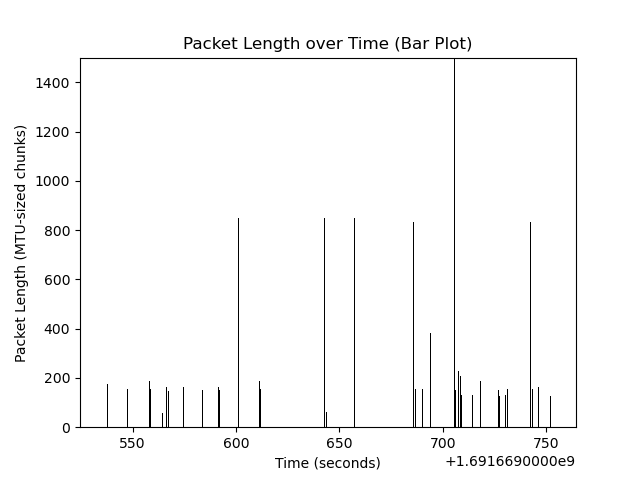 Packet Length over Time (Bar Plot)
Packet Length (MTU-sized chunks)
1400
1200
1000
800
600
400
200
0
550 600 650 700 750
+1.6916690000e9
Time (seconds)